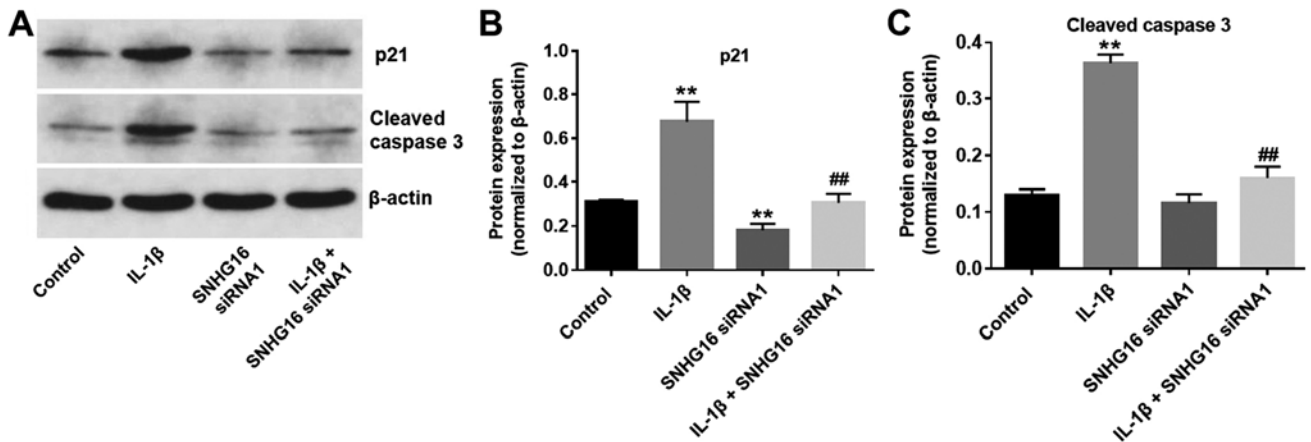 A
p21
Cleaved
caspase 3
β-actin
Control
IL-1β
SNHG16
siRNA1
IL-1β +
SNHG16 siRNA1
B
p21
Protein expression
(normalized to β-actin)
1.0
0.8
0.6
0.4
0.2
0.0
**
**
##
Control
IL-1β
SNHG16 siRNA1
IL-1β + SNHG16 siRNA1
C
Cleaved caspase 3
Protein expression
(normalized to β-actin)
0.4
0.3
0.2
0.1
0.0
**
##
Control
IL-1β
SNHG16 siRNA1
IL-1β + SNHG16 siRNA1